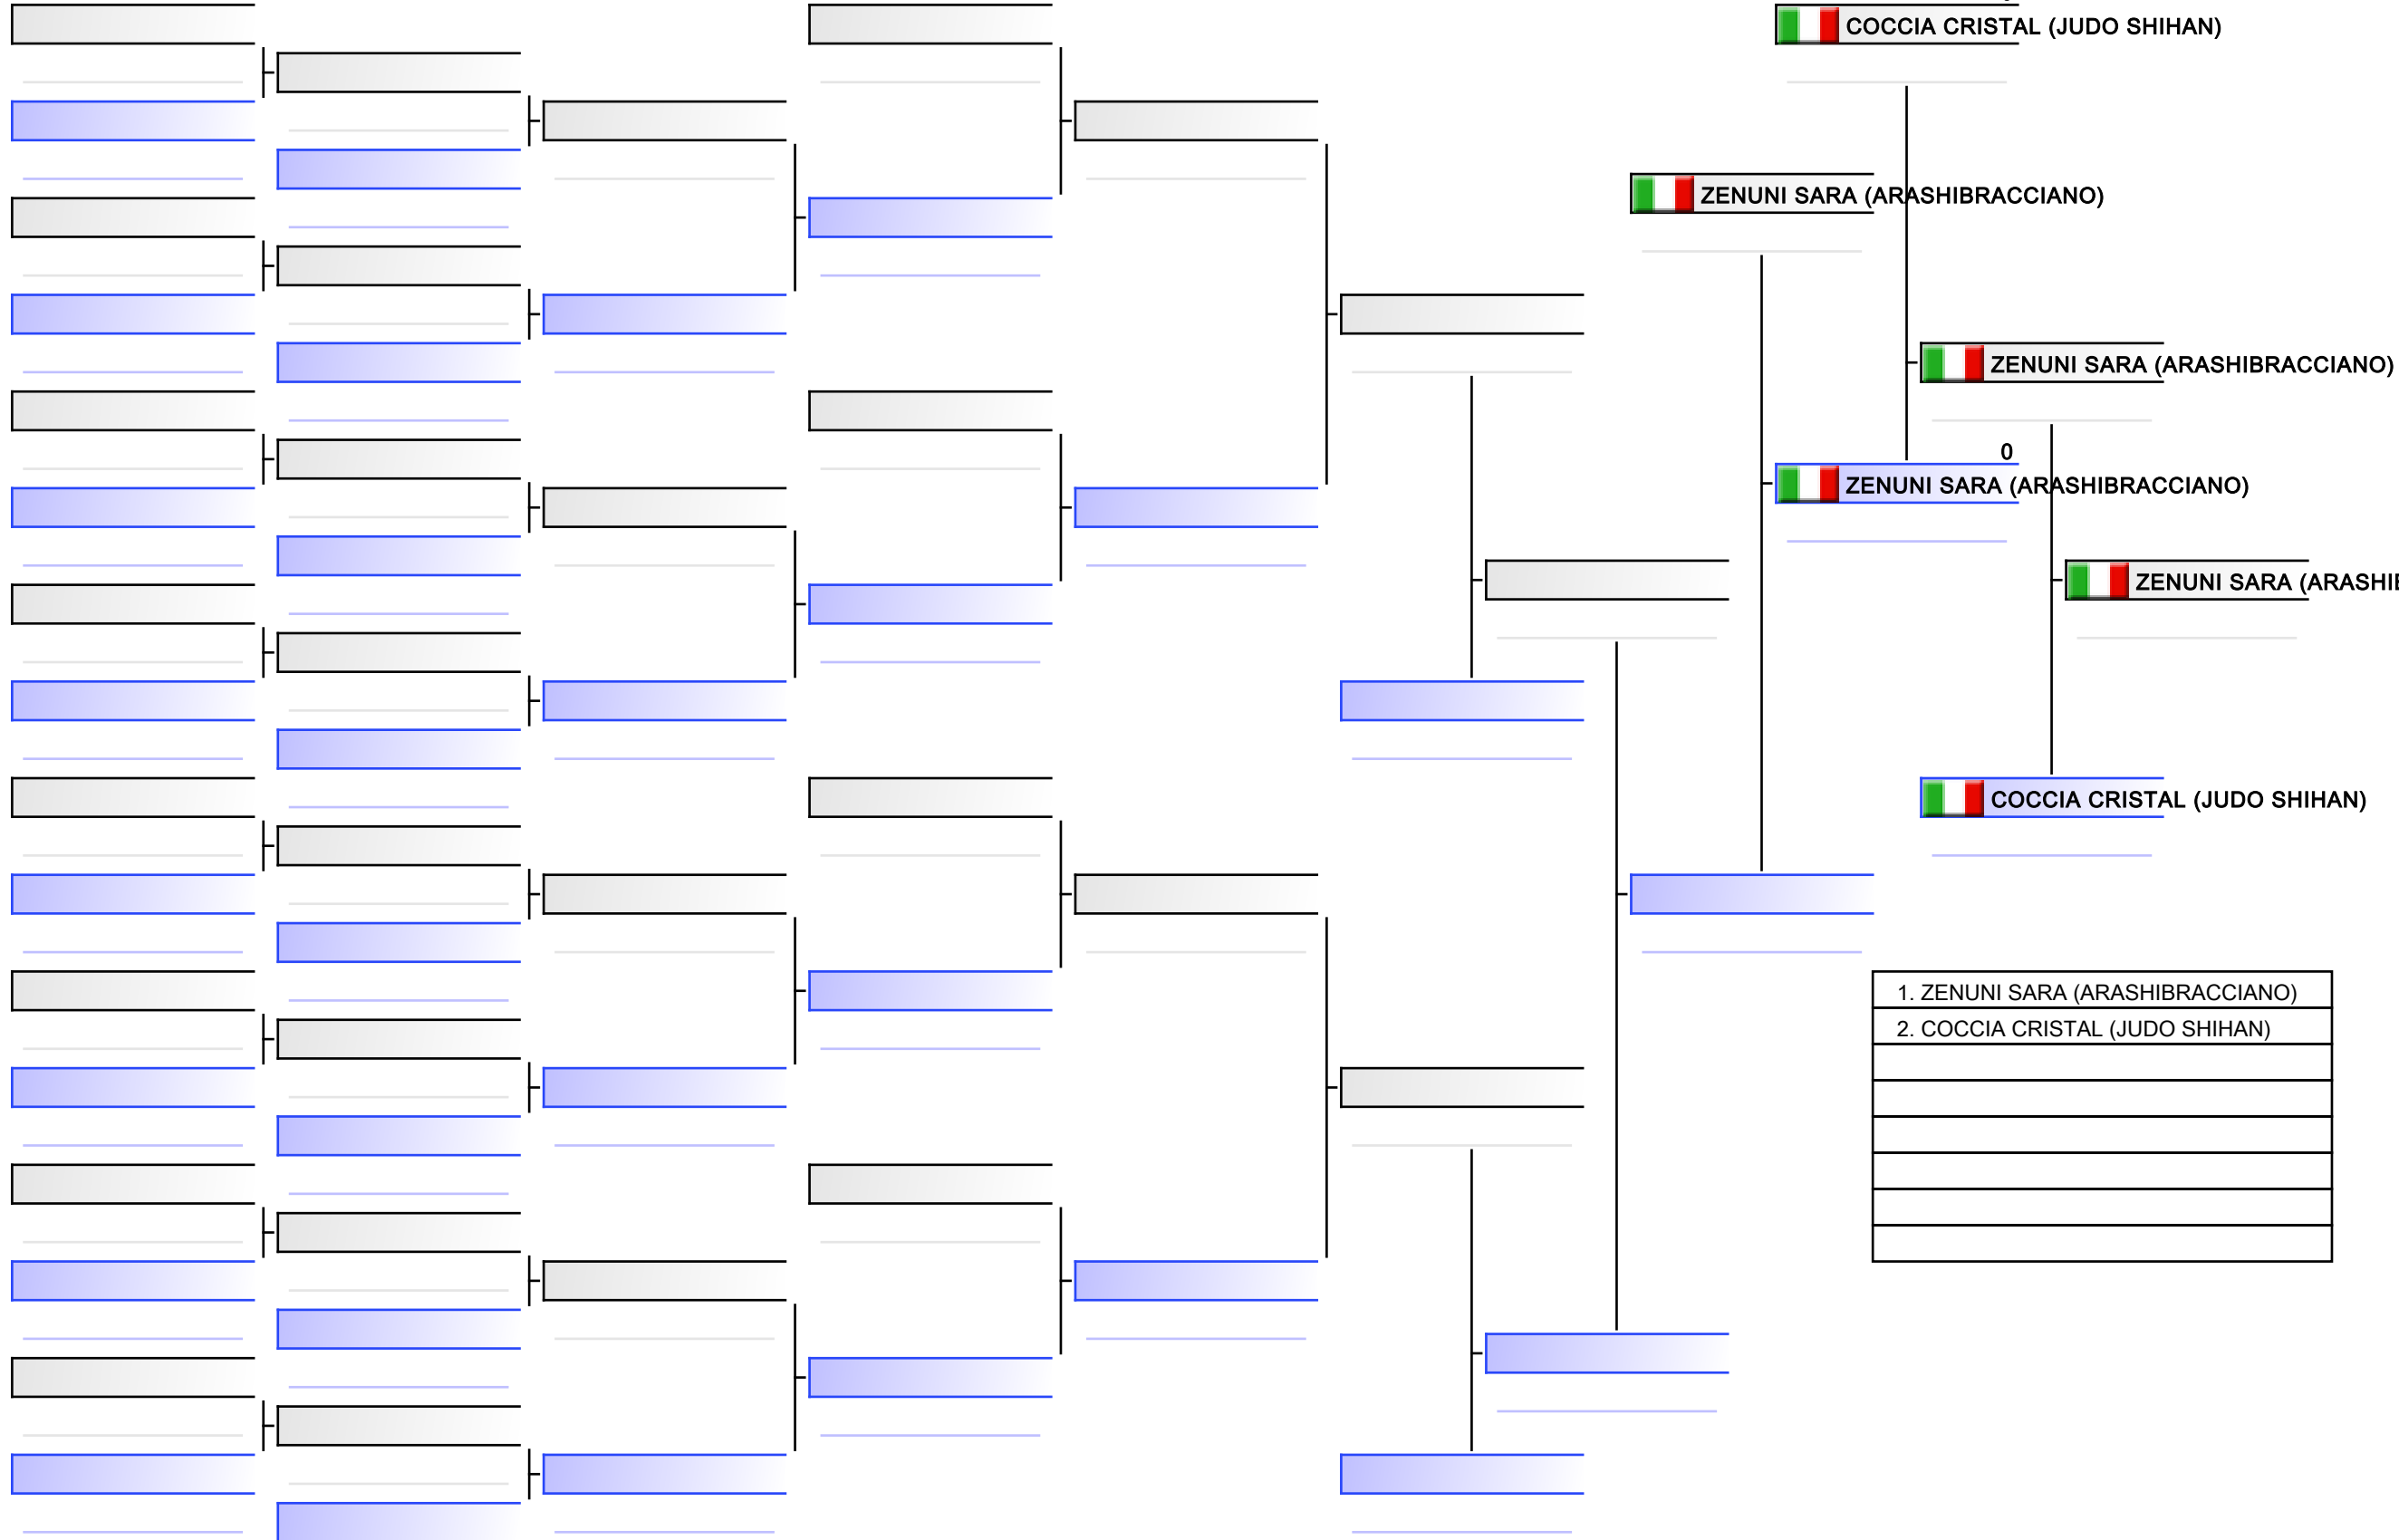 COCCIA CRISTAL (JUDO SHIHAN)
ZENUNI SARA (ARASHIBRACCIANO)
ZENUNI SARA (ARASHIBRACCIANO)
0
ZENUNI SARA (ARASHIBRACCIANO)
ZENUNI SARA (ARASHI
COCCIA CRISTAL (JUDO SHIHAN)
1. ZENUNI SARA (ARASHIBRACCIANO)
2. COCCIA CRISTAL (JUDO SHIHAN)